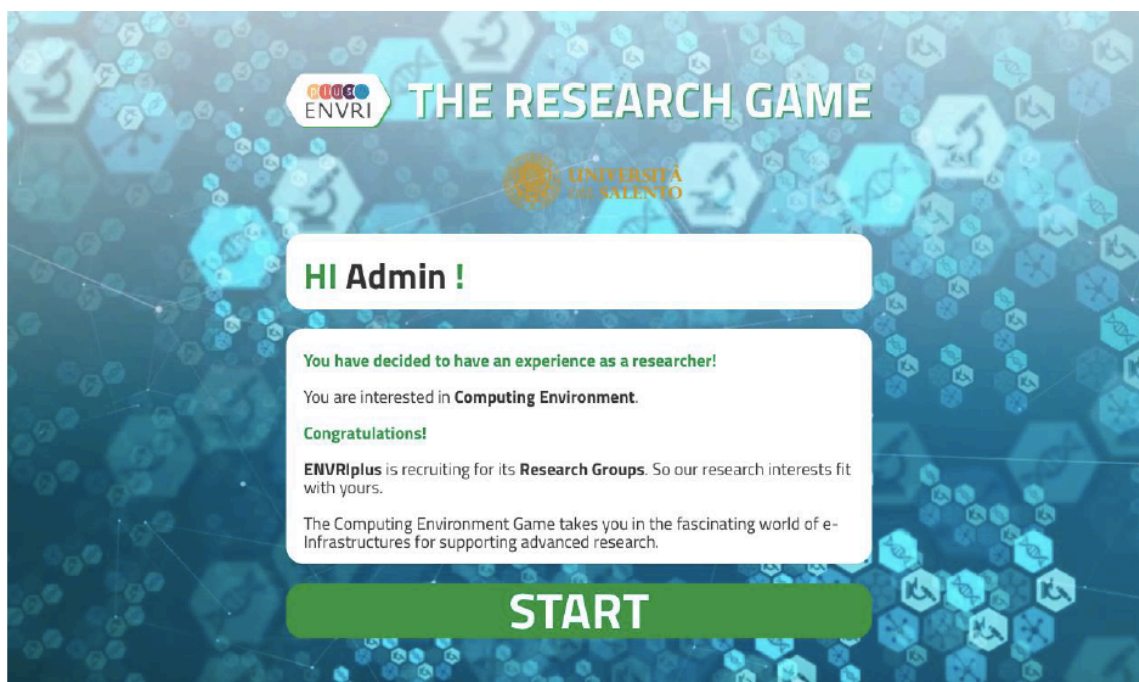 PLUS
ENVRI
THE RESEARCH GAME
UNIVERSITÀ
DEL SALENTO
HI Admin !
You have decided to have an experience as a researcher!
You are interested in Computing Environment.
Congratulations!
ENVRIplus is recruiting for its Research Groups. So our research interests fit
with yours.
The Computing Environment Game takes you in the fascinating world of e-
Infrastructures for supporting advanced research.
START